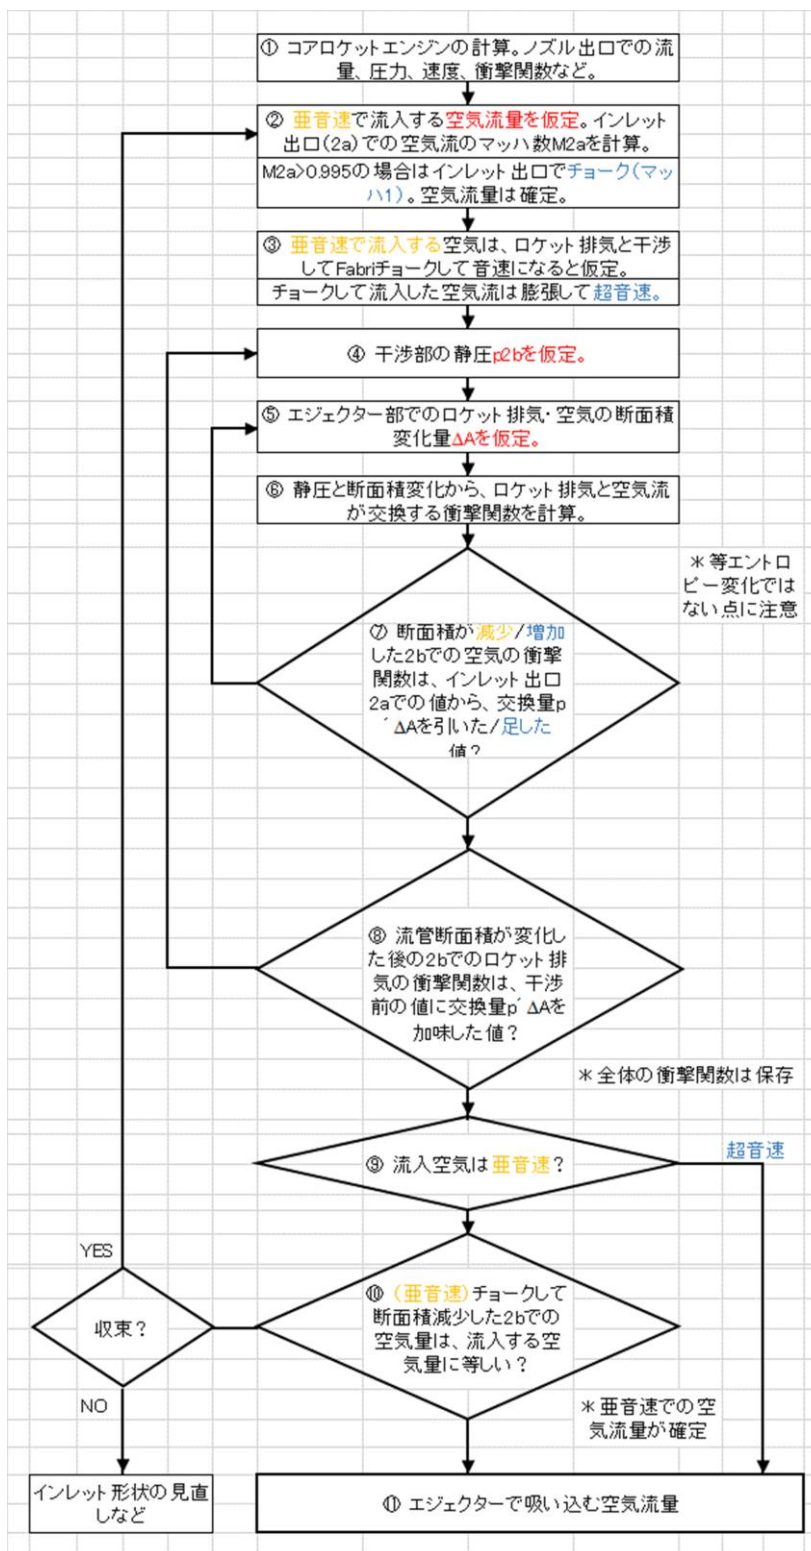 ① コアロケットエンジンの計算。ノズル出口での流
量、圧力、速度、衝撃関数など。
② 亜音速で流入する空気流量を仮定。インレット
出口(2a)での空気流のマッハ数M2aを計算。
M2a>0.995の場合はインレット出口でチョーク(マッ
ハ1)。空気流量は確定。
③ 亜音速で流入する空気は、ロケット排気と干渉
してFabriチョークして音速になると仮定。
チョークして流入した空気流は膨張して超音速。
④ 干渉部の静圧p2bを仮定。
⑤ エジェクター部でのロケット排気・空気の断面積
変化量ΔAを仮定。
⑥ 静圧と断面積変化から、ロケット排気と空気流
が交換する衝撃関数を計算。
＊等エントロ
ピー変化では
ない点に注意
⑦ 断面積が減少/増加
した2bでの空気の衝撃
関数は、インレット出口
2aでの値から、交換量p
´ΔAを引いた/足した
値？
⑧ 流管断面積が変化し
た後の2bでのロケット排
気の衝撃関数は、干渉
前の値に交換量p´ΔAを
加味した値？
＊全体の衝撃関数は保存
⑨ 流入空気は亜音速？
超音速
YES
⑩ (亜音速)チョークして
断面積減少した2bでの
空気量は、流入する空
気量に等しい？
収束？
NO
＊亜音速での空
気流量が確定
インレット形状の見直
しなど
⑪ エジェクターで吸い込む空気流量